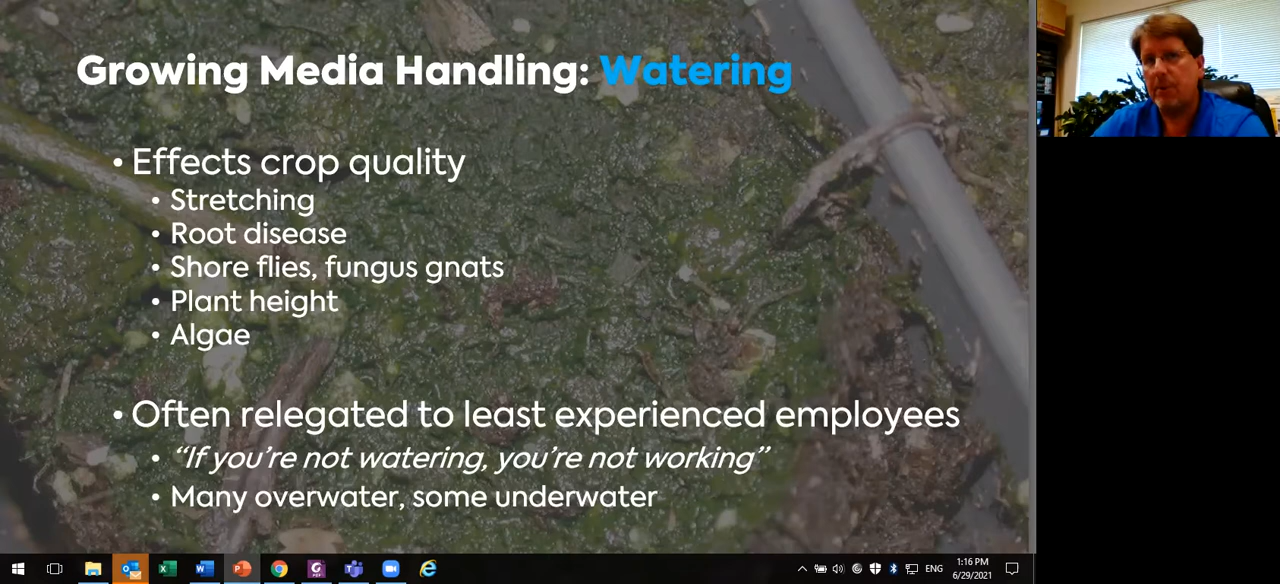 Growing Media Handling: Watering
• Effects crop quality
• Stretching
• Root disease
• Shore flies, fungus gnats
• Plant height
• Algae
• Often relegated to least experienced employees
• “If you’re not watering, you’re not working”
• Many overwater, some underwater
ENG
1:16 PM
6/29/2021